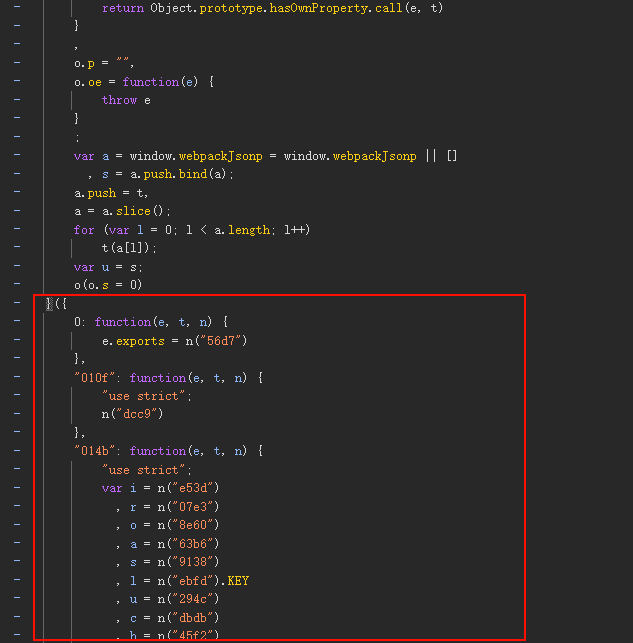 return Object.prototype.hasOwnProperty.call(e, t)
}
,
o.p = "",
o.oe = function(e) {
throw e
}
;
var a = window.webpackJsonp = window.webpackJsonp || []
, s = a.push.bind(a);
a.push = t,
a = a.slice();
for (var l = 0; l < a.length; l++)
t(a[l]);
var u = s;
o(o.s = 0)
}({
0: function(e, t, n) {
e.exports = n("56d7")
},
"010f": function(e, t, n) {
"use strict";
n("dcc9")
},
"014b": function(e, t, n) {
"use strict";
var i = n("e53d")
, r = n("07e3")
, o = n("8e60")
, a = n("63b6")
, s = n("9138")
, l = n("ebfd").KEY
, u = n("294c")
, c = n("dbdb")
, h = n("45f2")